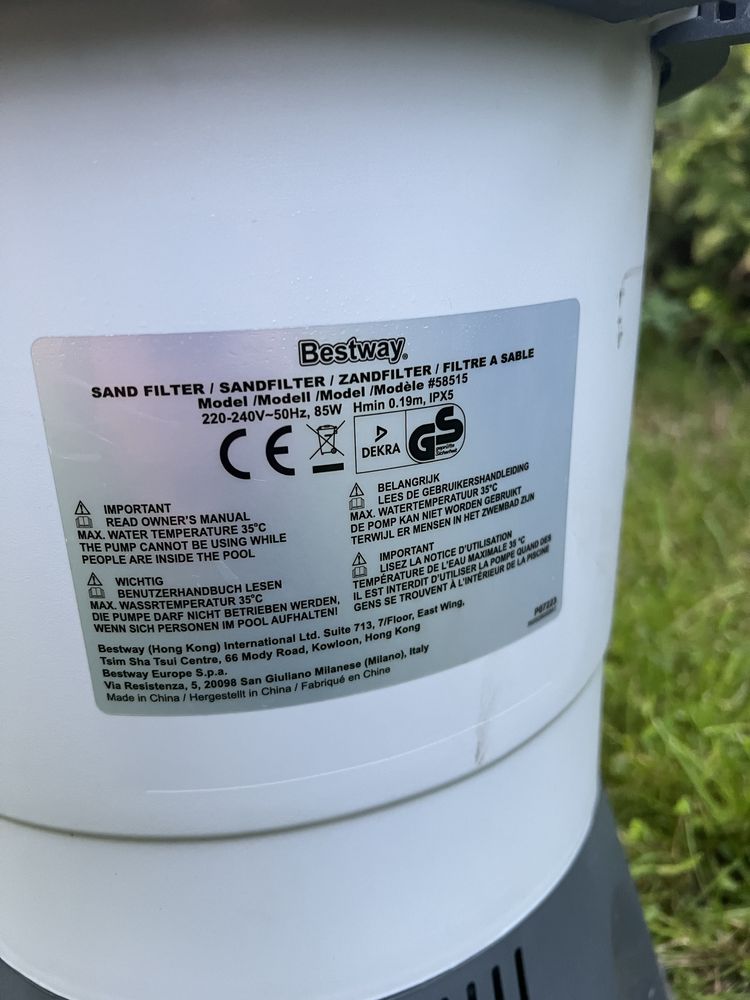 Bestway®
SAND FILTER / SANDFILTER / ZANDFILTER / FILTRE A SABLE
Model /Modell /Model /Modèle #58515
220-240V~50Hz, 85W Hmin 0.19m, IPX5
CE
DEKRA
GS
geprüfte
Sicherheit
IMPORTANT
READ OWNER'S MANUAL
MAX. WATER TEMPERATURE 35°C
THE PUMP CANNOT BE USING WHILE
PEOPLE ARE INSIDE THE POOL
WICHTIG
BENUTZERHANDBUCH LESEN
MAX. WASSRTEMPERATUR 35°C
DIE PUMPE DARF NICHT BETRIEBEN WERDEN,
WENN SICH PERSONEN IM POOL AUFHALTEN!
BELANGRIJK
LEES DE GEBRUIKERSHANDLEIDING
MAX. WATERTEMPERATUUR 35°C
DE POMP KAN NIET WORDEN GEBRUIKT
TERWIJL ER MENSEN IN HET ZWEMBAD ZIJN
IMPORTANT
LISEZ LA NOTICE D'UTILISATION
TEMPÉRATURE DE L'EAU MAXIMALE 35 °C
IL EST INTERDIT D'UTILISER LA POMPE QUAND DES
GENS SE TROUVENT À L'INTÉRIEUR DE LA PISCINE
Bestway (Hong Kong) International Ltd. Suite 713, 7/Floor, East Wing,
Tsim Sha Tsui Centre, 66 Mody Road, Kowloon, Hong Kong
Bestway Europe S.p.a.
Via Resistenza, 5, 20098 San Giuliano Milanese (Milano), Italy
Made in China / Hergestellt in China / Fabriqué en Chine
P07223